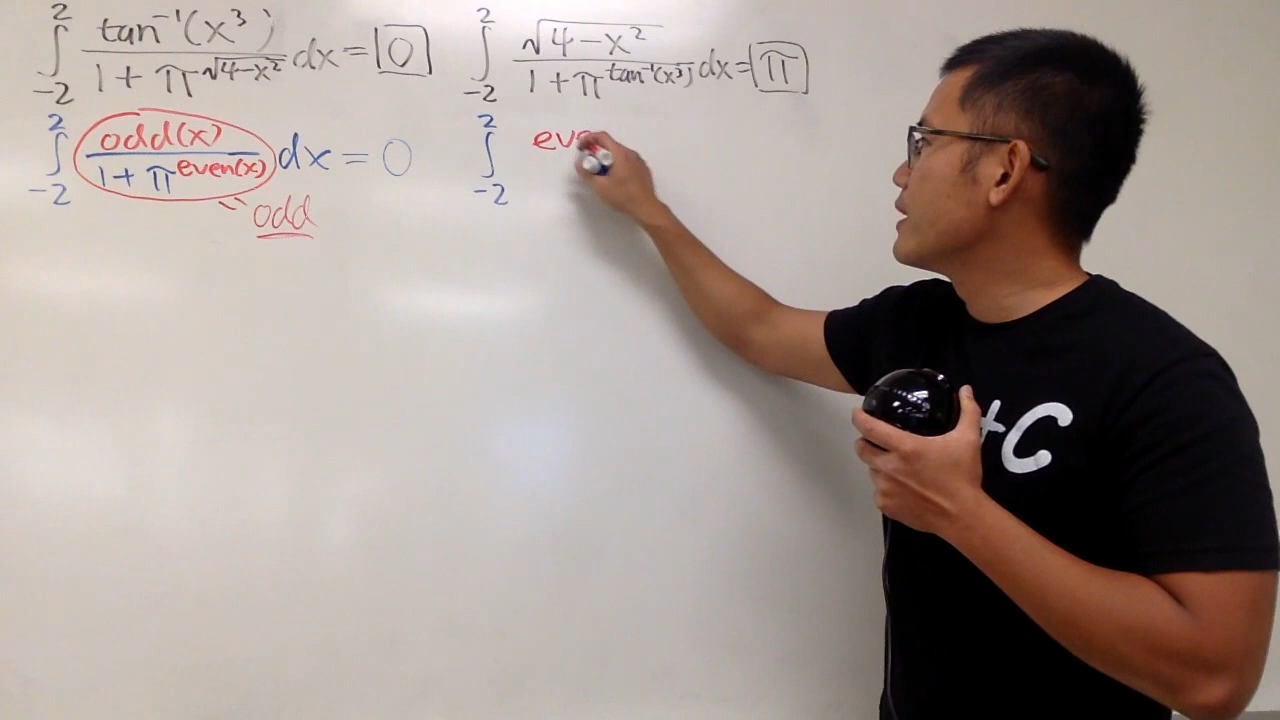 ∫_{-2}^{2} tan⁻¹(x³) / (1 + π^{√(4-x²)}) dx = 0
∫_{-2}^{2} √(4-x²) / (1 + π^{tan⁻¹(x³)}) dx = π
∫_{-2}^{2} odd(x) / (1 + π^{even(x)}) dx = 0
odd
∫_{-2}^{2} eve
+C